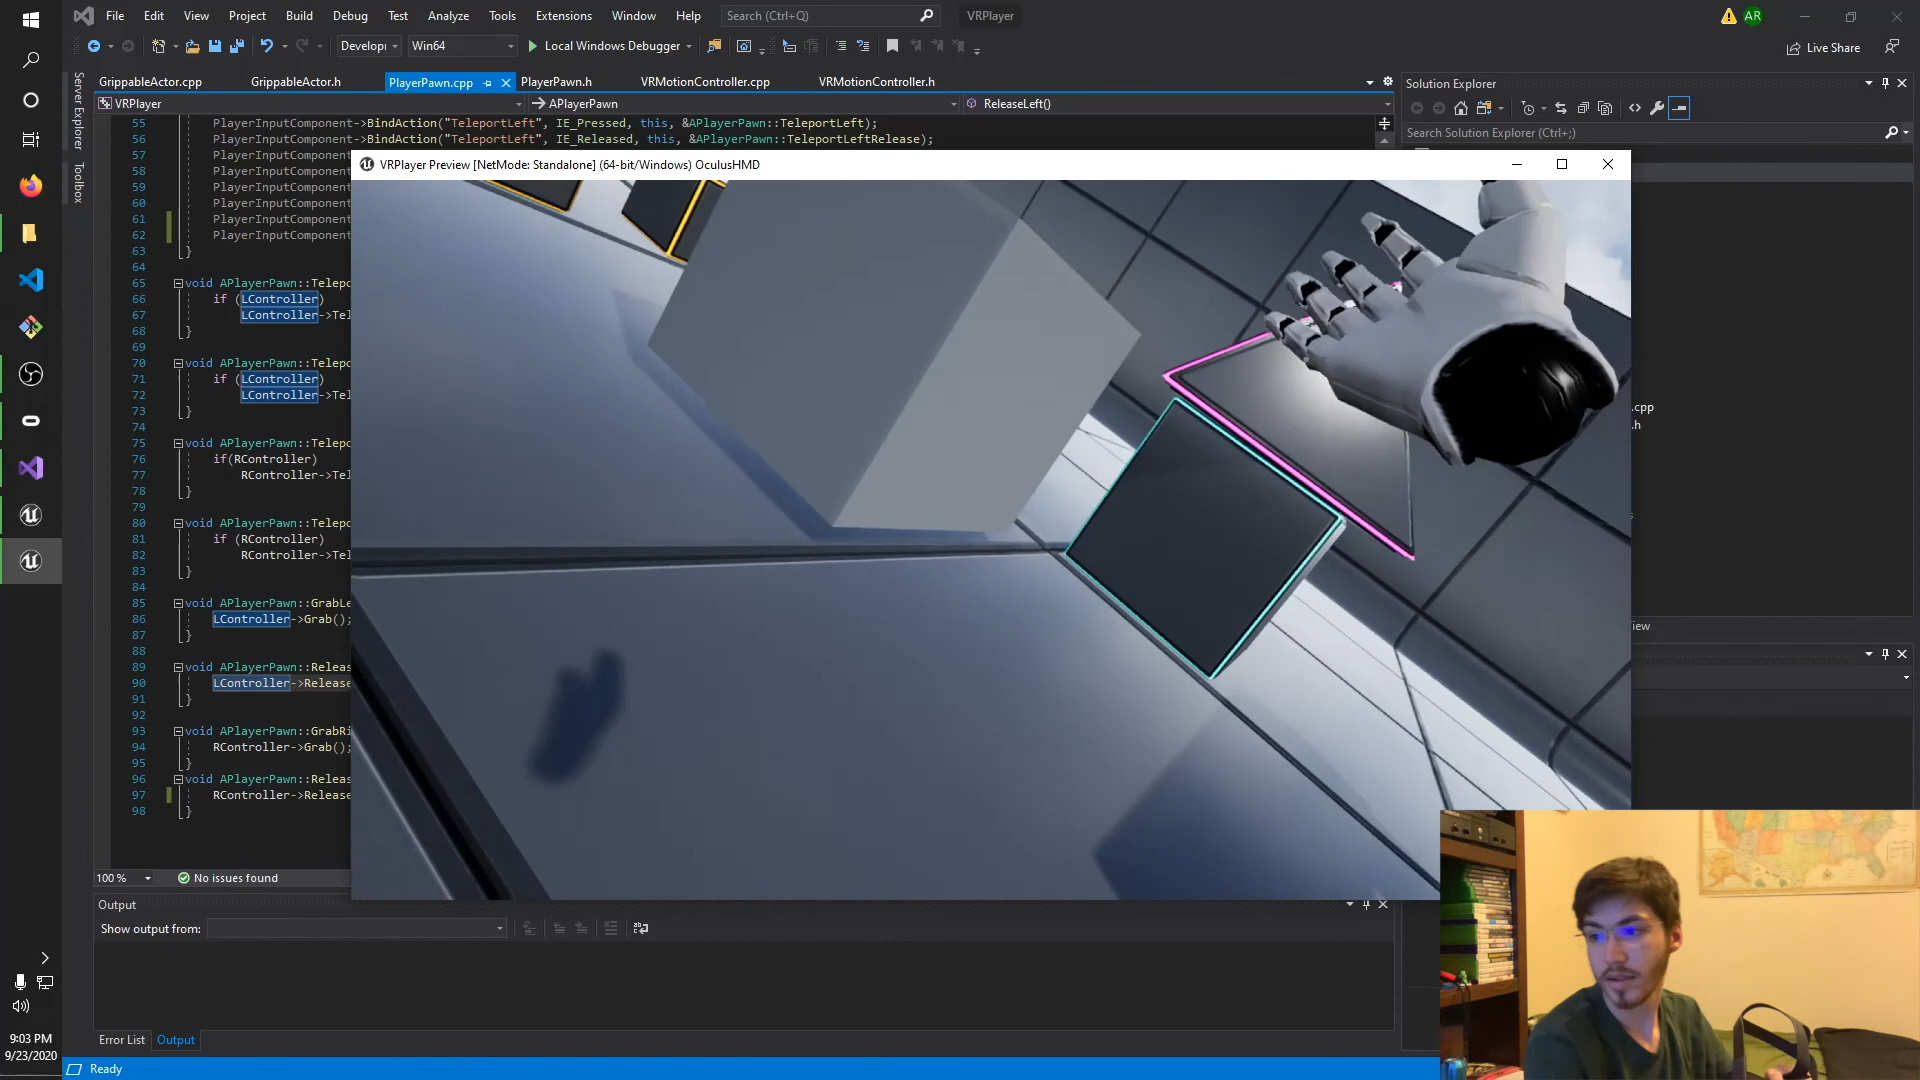 File Edit View Project Build Debug Test Analyze Tools Extensions Window Help Search (Ctrl+Q) VRPlayer AR
Develop Win64 Local Windows Debugger Live Share
Server Explorer
Toolbox
GrippableActor.cpp GrippableActor.h PlayerPawn.cpp PlayerPawn.h VRMotionController.cpp VRMotionController.h
VRPlayer APlayerPawn ReleaseLeft()
55 PlayerInputComponent->BindAction("TeleportLeft", IE_Pressed, this, &APlayerPawn::TeleportLeft);
56 PlayerInputComponent->BindAction("TeleportLeft", IE_Released, this, &APlayerPawn::TeleportLeftRelease);
57 PlayerInputComponent
58 PlayerInputComponent
59 PlayerInputComponent
60 PlayerInputComponent
61 PlayerInputComponent
62 PlayerInputComponent
63 }
64
65 void APlayerPawn::Telepo
66 if (LController)
67 LController->Tel
68 }
69
70 void APlayerPawn::Telepo
71 if (LController)
72 LController->Tel
73 }
74
75 void APlayerPawn::Telepo
76 if(RController)
77 RController->Tel
78 }
79
80 void APlayerPawn::Telepo
81 if (RController)
82 RController->Tel
83 }
84
85 void APlayerPawn::GrabLe
86 LController->Grab();
87 }
88
89 void APlayerPawn::Releas
90 LController->Release
91 }
92
93 void APlayerPawn::GrabRi
94 RController->Grab();
95 }
96 void APlayerPawn::Releas
97 RController->Release
98 }
VRPlayer Preview [NetMode: Standalone] (64-bit/Windows) OculusHMD
100 % No issues found
Output
Show output from:
Error List Output
Ready
Solution Explorer
Search Solution Explorer (Ctrl+;)
.cpp
.h
iew
9:03 PM
9/23/2020